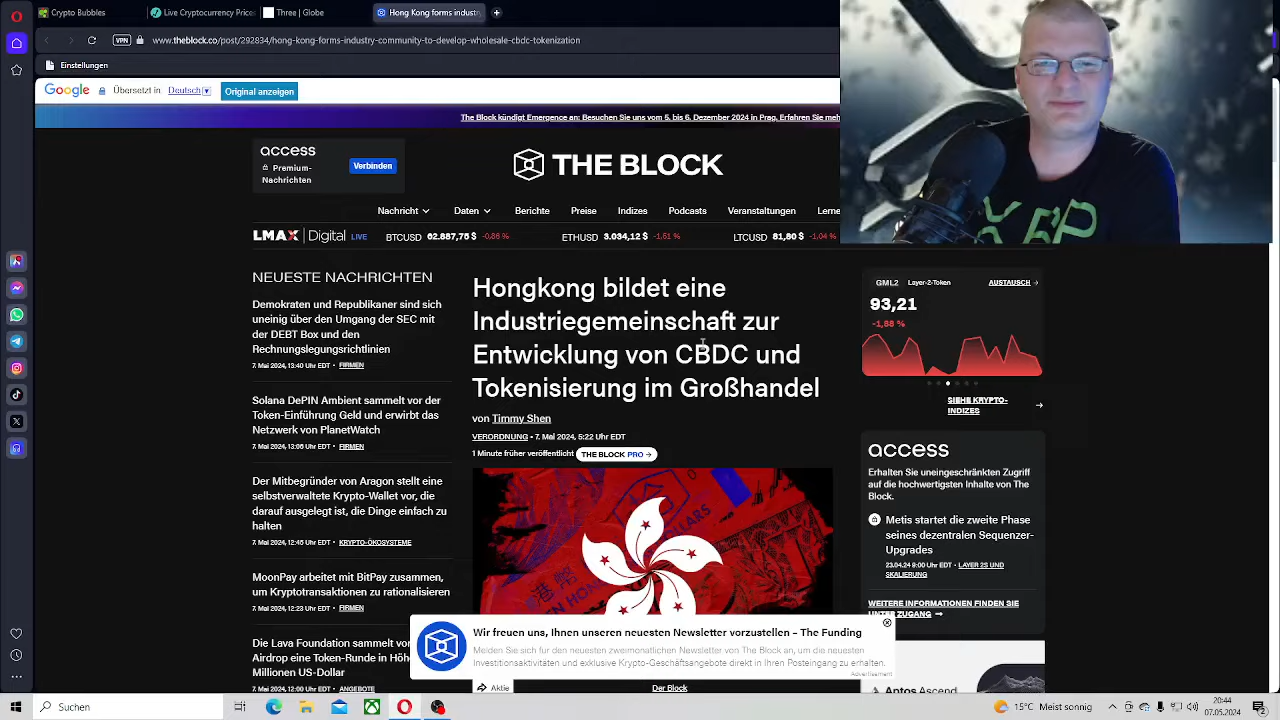 Crypto Bubbles
Live Cryptocurrency Price
Three | Globe
Hong Kong forms indust
VPN
www.theblock.co/post/292834/hong-kong-forms-industry-community-to-develop-wholesale-cbdc-tokenization
Einstellungen
Google
Übersetzt in Deutsch
Original anzeigen
The Block kündigt Emergence an: Besuchen Sie uns vom 5. bis 6. Dezember 2024 in Prag. Erfahren Sie meh
access
Premium-
Nachrichten
Verbinden
THE BLOCK
Nachricht
Daten
Berichte
Preise
Indizes
Podcasts
Veranstaltungen
Lerne
LMAX Digital LIVE
BTCUSD 62.887,75 $ -0,86 %
ETHUSD 3.034,12 $ -1,51 %
LTCUSD 81,80 $ -1,04 %
NEUESTE NACHRICHTEN
Demokraten und Republikaner sind sich
uneinig über den Umgang der SEC mit
der DEBT Box und den
Rechnungslegungsrichtlinien
7. Mai 2024, 13:40 Uhr EDT • FIRMEN
Solana DePIN Ambient sammelt vor der
Token-Einführung Geld und erwirbt das
Netzwerk von PlanetWatch
7. Mai 2024, 13:05 Uhr EDT • FIRMEN
Der Mitbegründer von Aragon stellt eine
selbstverwaltete Krypto-Wallet vor, die
darauf ausgelegt ist, die Dinge einfach zu
halten
7. Mai 2024, 12:45 Uhr EDT • KRYPTO-ÖKOSYSTEME
MoonPay arbeitet mit BitPay zusammen,
um Kryptotransaktionen zu rationalisieren
7. Mai 2024, 12:23 Uhr EDT • FIRMEN
Die Lava Foundation sammelt vor
Airdrop eine Token-Runde in Höh
Millionen US-Dollar
7. Mai 2024, 12:00 Uhr EDT • ANGEBOTE
Hongkong bildet eine
Industriegemeinschaft zur
Entwicklung von CBDC und
Tokenisierung im Großhandel
von Timmy Shen
VERORDNUNG • 7. Mai 2024, 5:22 Uhr EDT
1 Minute früher veröffentlicht
THE BLOCK PRO
DOLLARS
GML2
Layer-2-Token
AUSTAUSCH
93,21
-1,88 %
SIEHE KRYPTO-
INDIZES
access
Erhalten Sie uneingeschränkten Zugriff
auf die hochwertigsten Inhalte von The
Block.
Metis startet die zweite Phase
seines dezentralen Sequenzer-
Upgrades
23.04.24 9:00 Uhr EDT • LAYER 2S UND
SKALIERUNG
WEITERE INFORMATIONEN FINDEN SIE
UNTER ZUGANG
Aptos Ascend
Wir freuen uns, Ihnen unseren neuesten Newsletter vorzustellen – The Funding
Melden Sie sich für den neuesten zweimonatlichen Newsletter von The Block an, um die neuesten
Investitionsaktivitäten und exklusive Krypto-Geschäftsangebote direkt in Ihren Posteingang zu erhalten.
Advertisement
Aktie
Der Block
XRP
Suchen
15°C Meist sonnig
20:44
07.05.2024